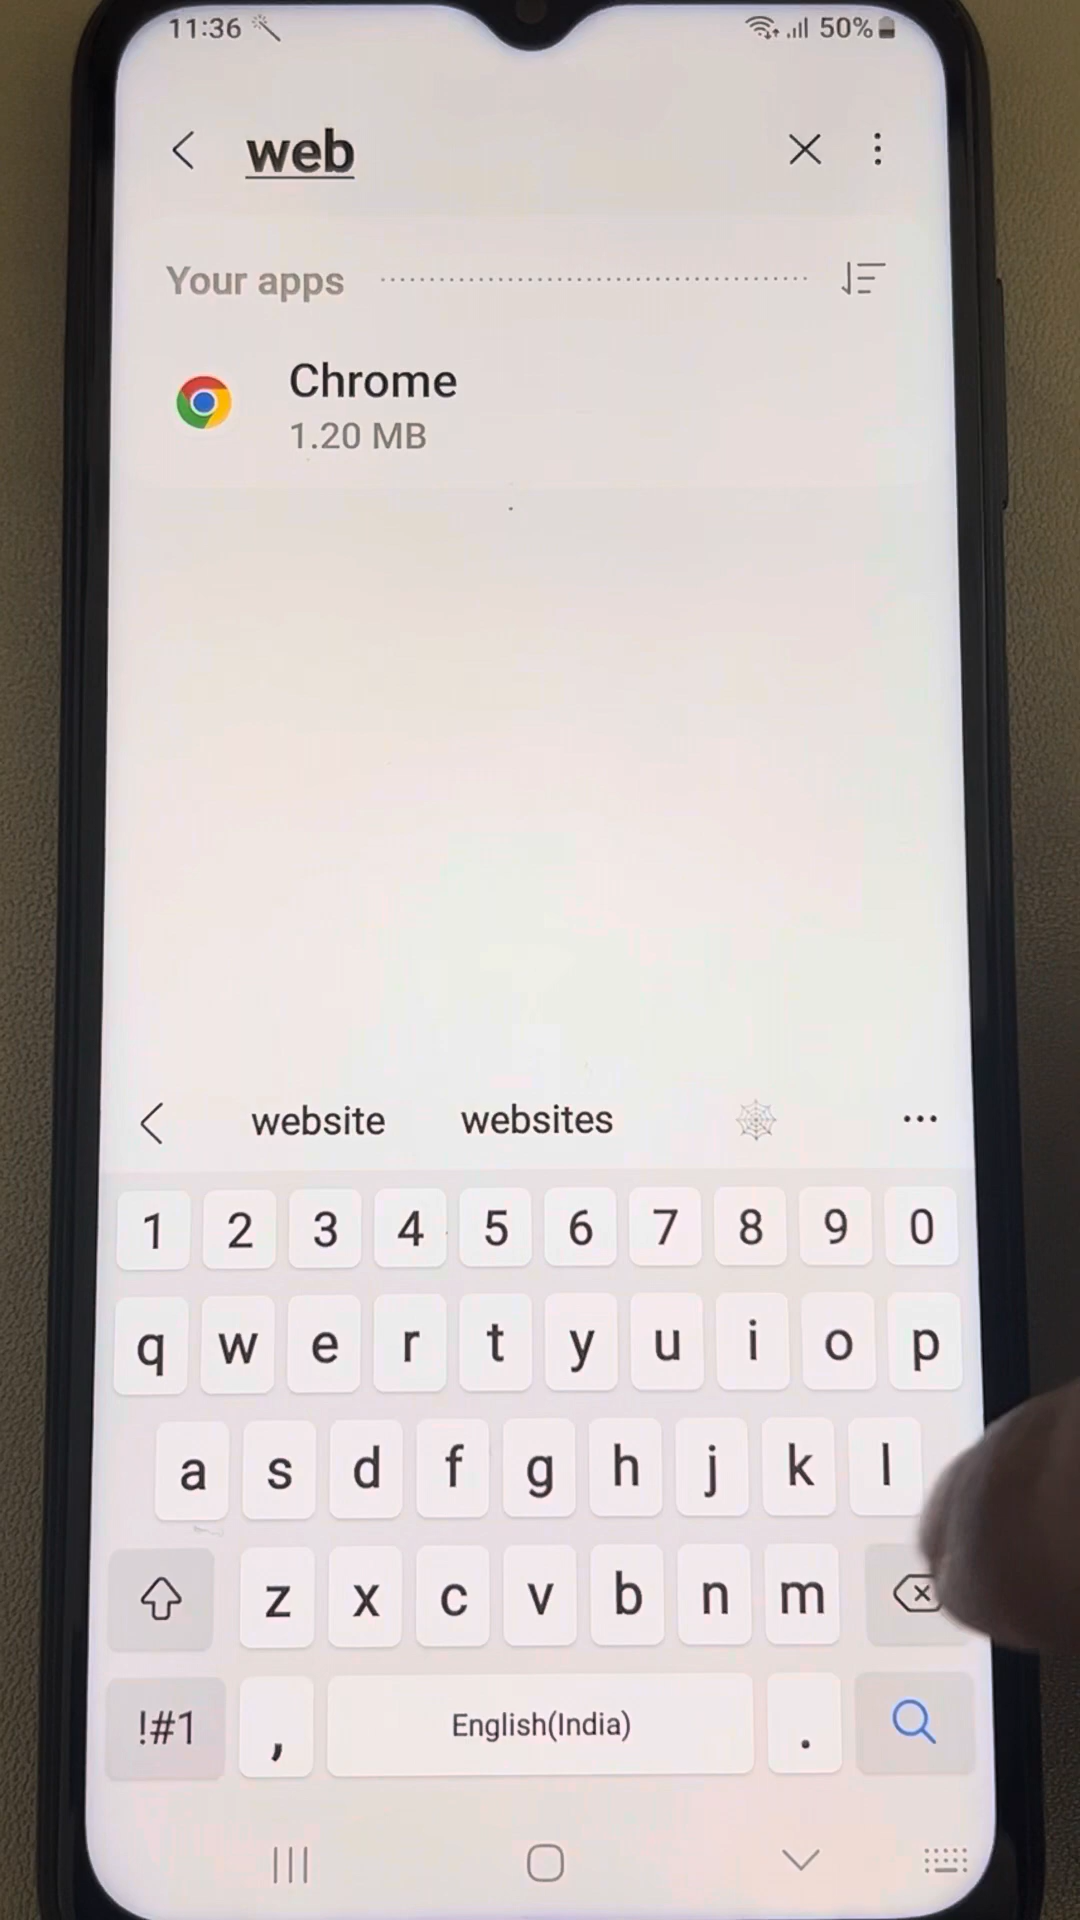 11:36 50%
web
Your apps
Chrome
1.20 MB
website websites ...
1 2 3 4 5 6 7 8 9 0
q w e r t y u i o p
a s d f g h j k l
z x c v b n m
!#1 , English(India) .